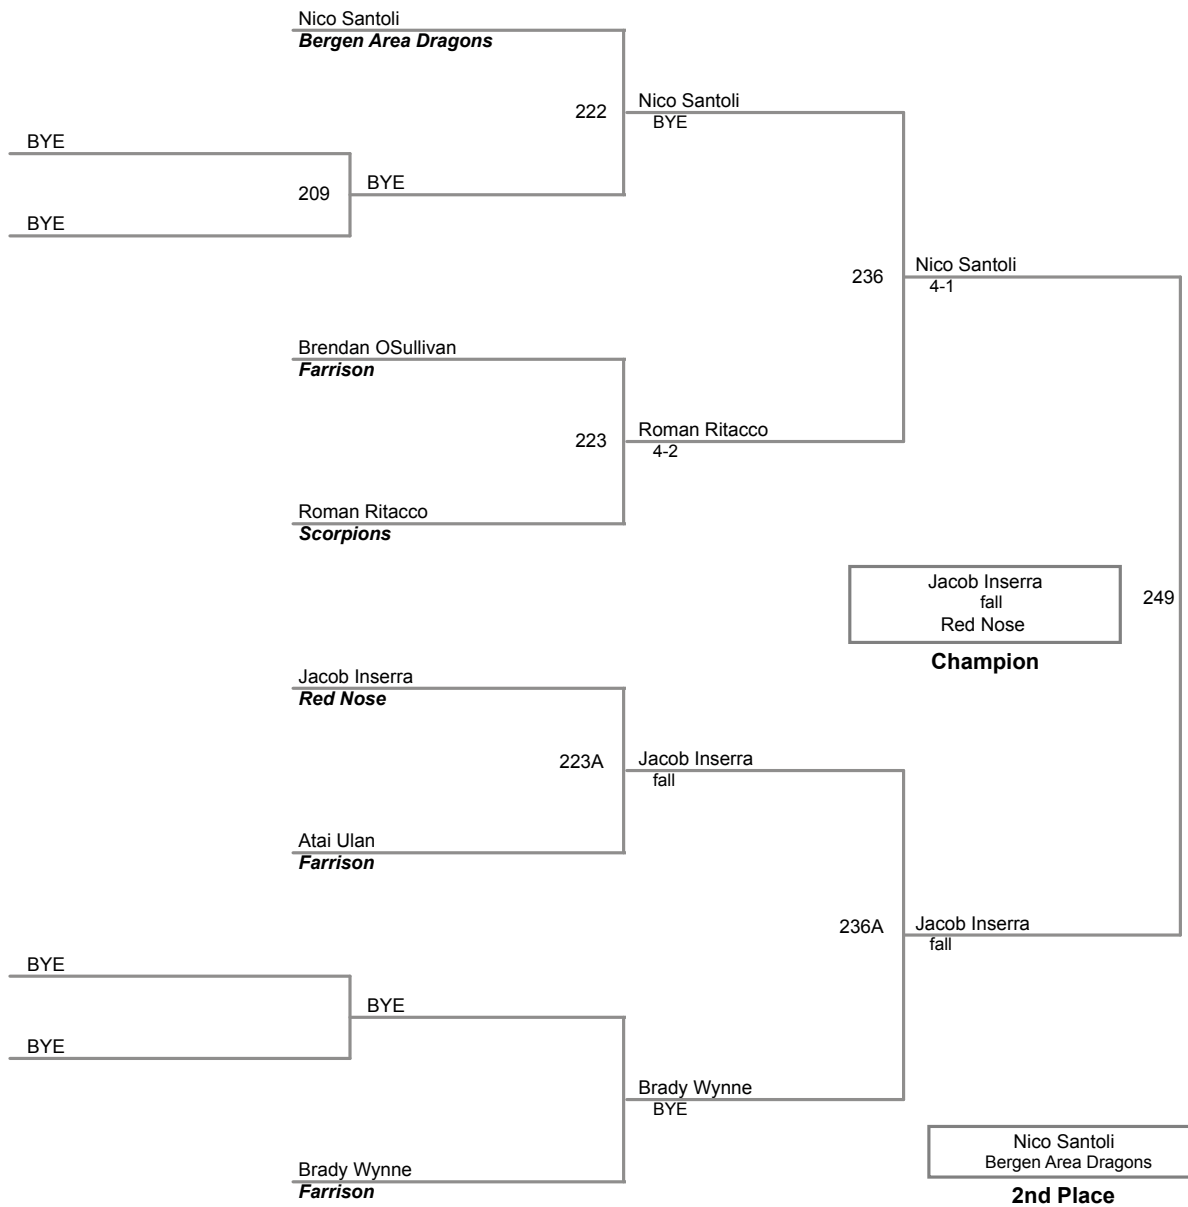 Nico Santoli
Bergen Area Dragons
222
Nico Santoli
BYE
BYE
209
BYE
BYE
236
Nico Santoli
4-1
Brendan OSullivan
Farrison
223
Roman Ritacco
4-2
Roman Ritacco
Scorpions
Jacob Inserra
fall
Red Nose
Champion
249
Jacob Inserra
Red Nose
223A
Jacob Inserra
fall
Atai Ulan
Farrison
236A
Jacob Inserra
fall
BYE
BYE
BYE
Brady Wynne
BYE
Brady Wynne
Farrison
Nico Santoli
Bergen Area Dragons
2nd Place